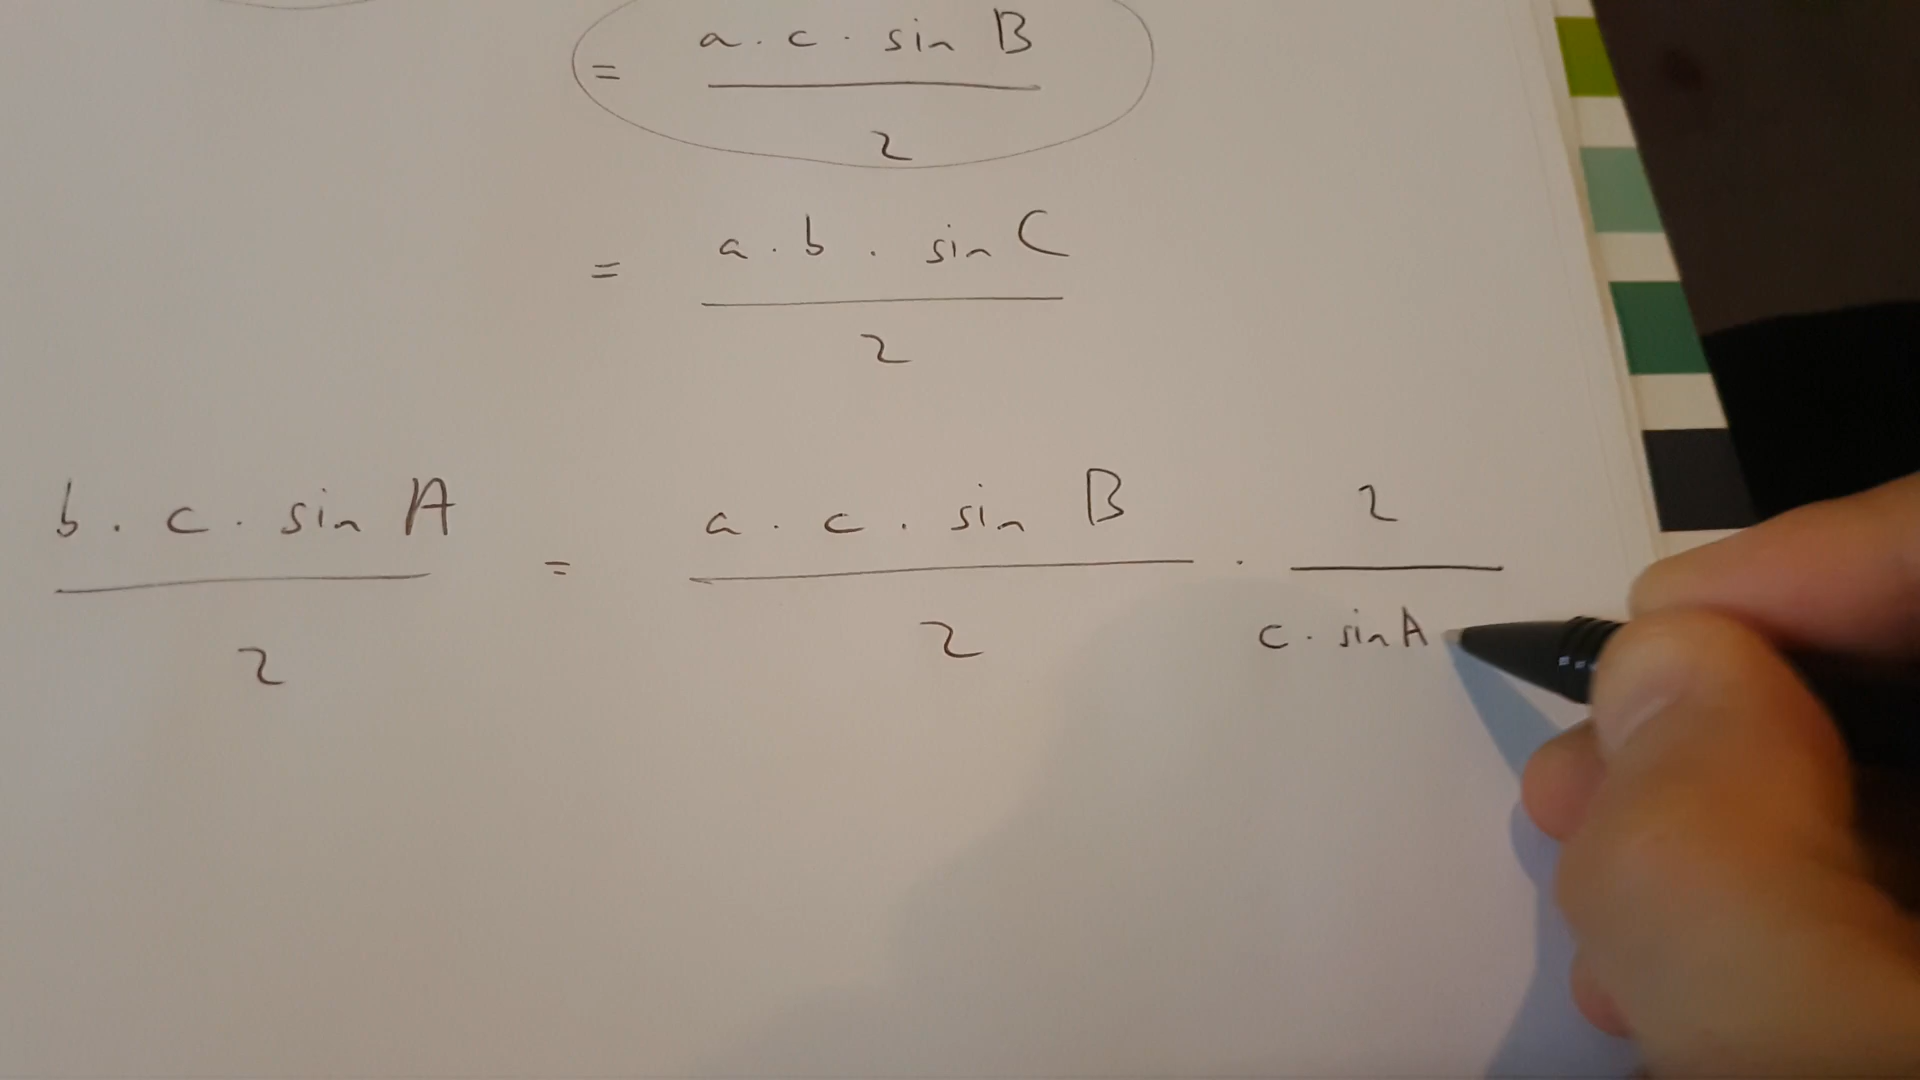 = a . c . sin B / 2
= a . b . sin C / 2
b . c . sin A / 2 = a . c . sin B / 2 . 2 / c . sin A